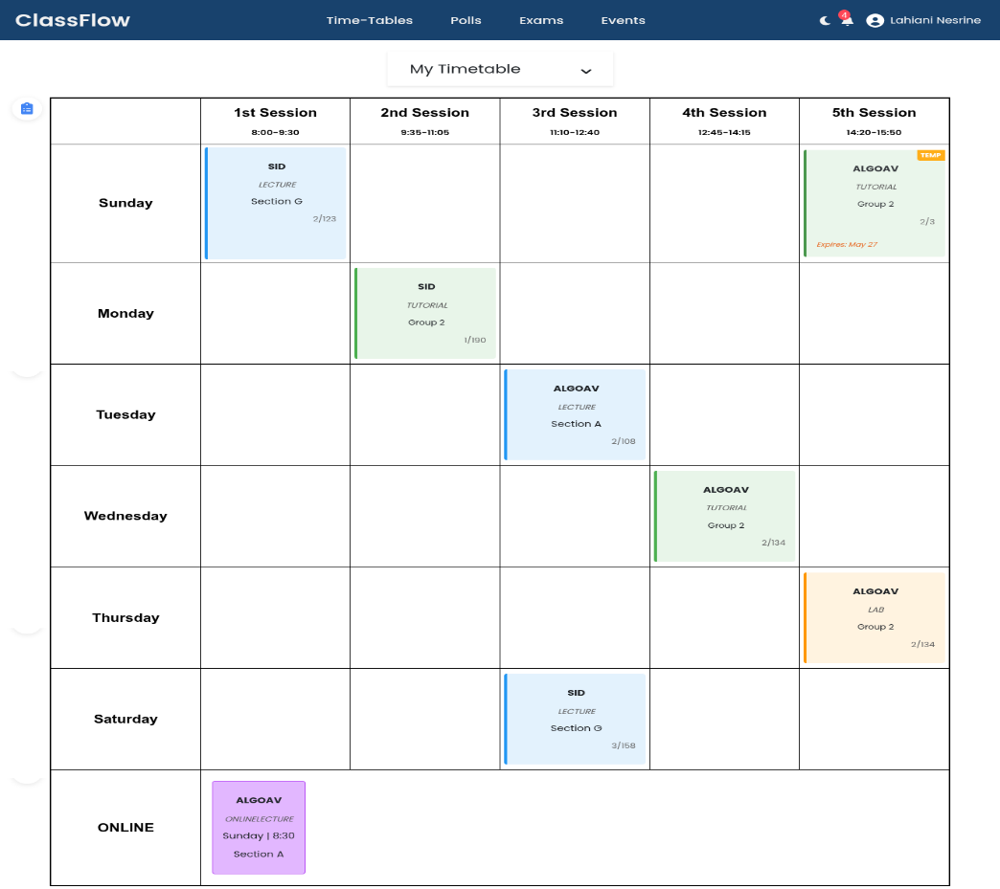 ClassFlow
Time-Tables Polls Exams Events
4
Lahiani Nesrine
My Timetable
1st Session 2nd Session 3rd Session 4th Session 5th Session
8:00-9:30 9:35-11:05 11:10-12:40 12:45-14:15 14:20-15:50
Sunday
SID
LECTURE
Section G
2/123
TEMP
ALGOAV
TUTORIAL
Group 2
2/3
Expires: May 27
Monday
SID
TUTORIAL
Group 2
1/190
Tuesday
ALGOAV
LECTURE
Section A
2/108
Wednesday
ALGOAV
TUTORIAL
Group 2
2/134
Thursday
ALGOAV
LAB
Group 2
2/134
Saturday
SID
LECTURE
Section G
3/158
ONLINE
ALGOAV
ONLINELECTURE
Sunday | 8:30
Section A